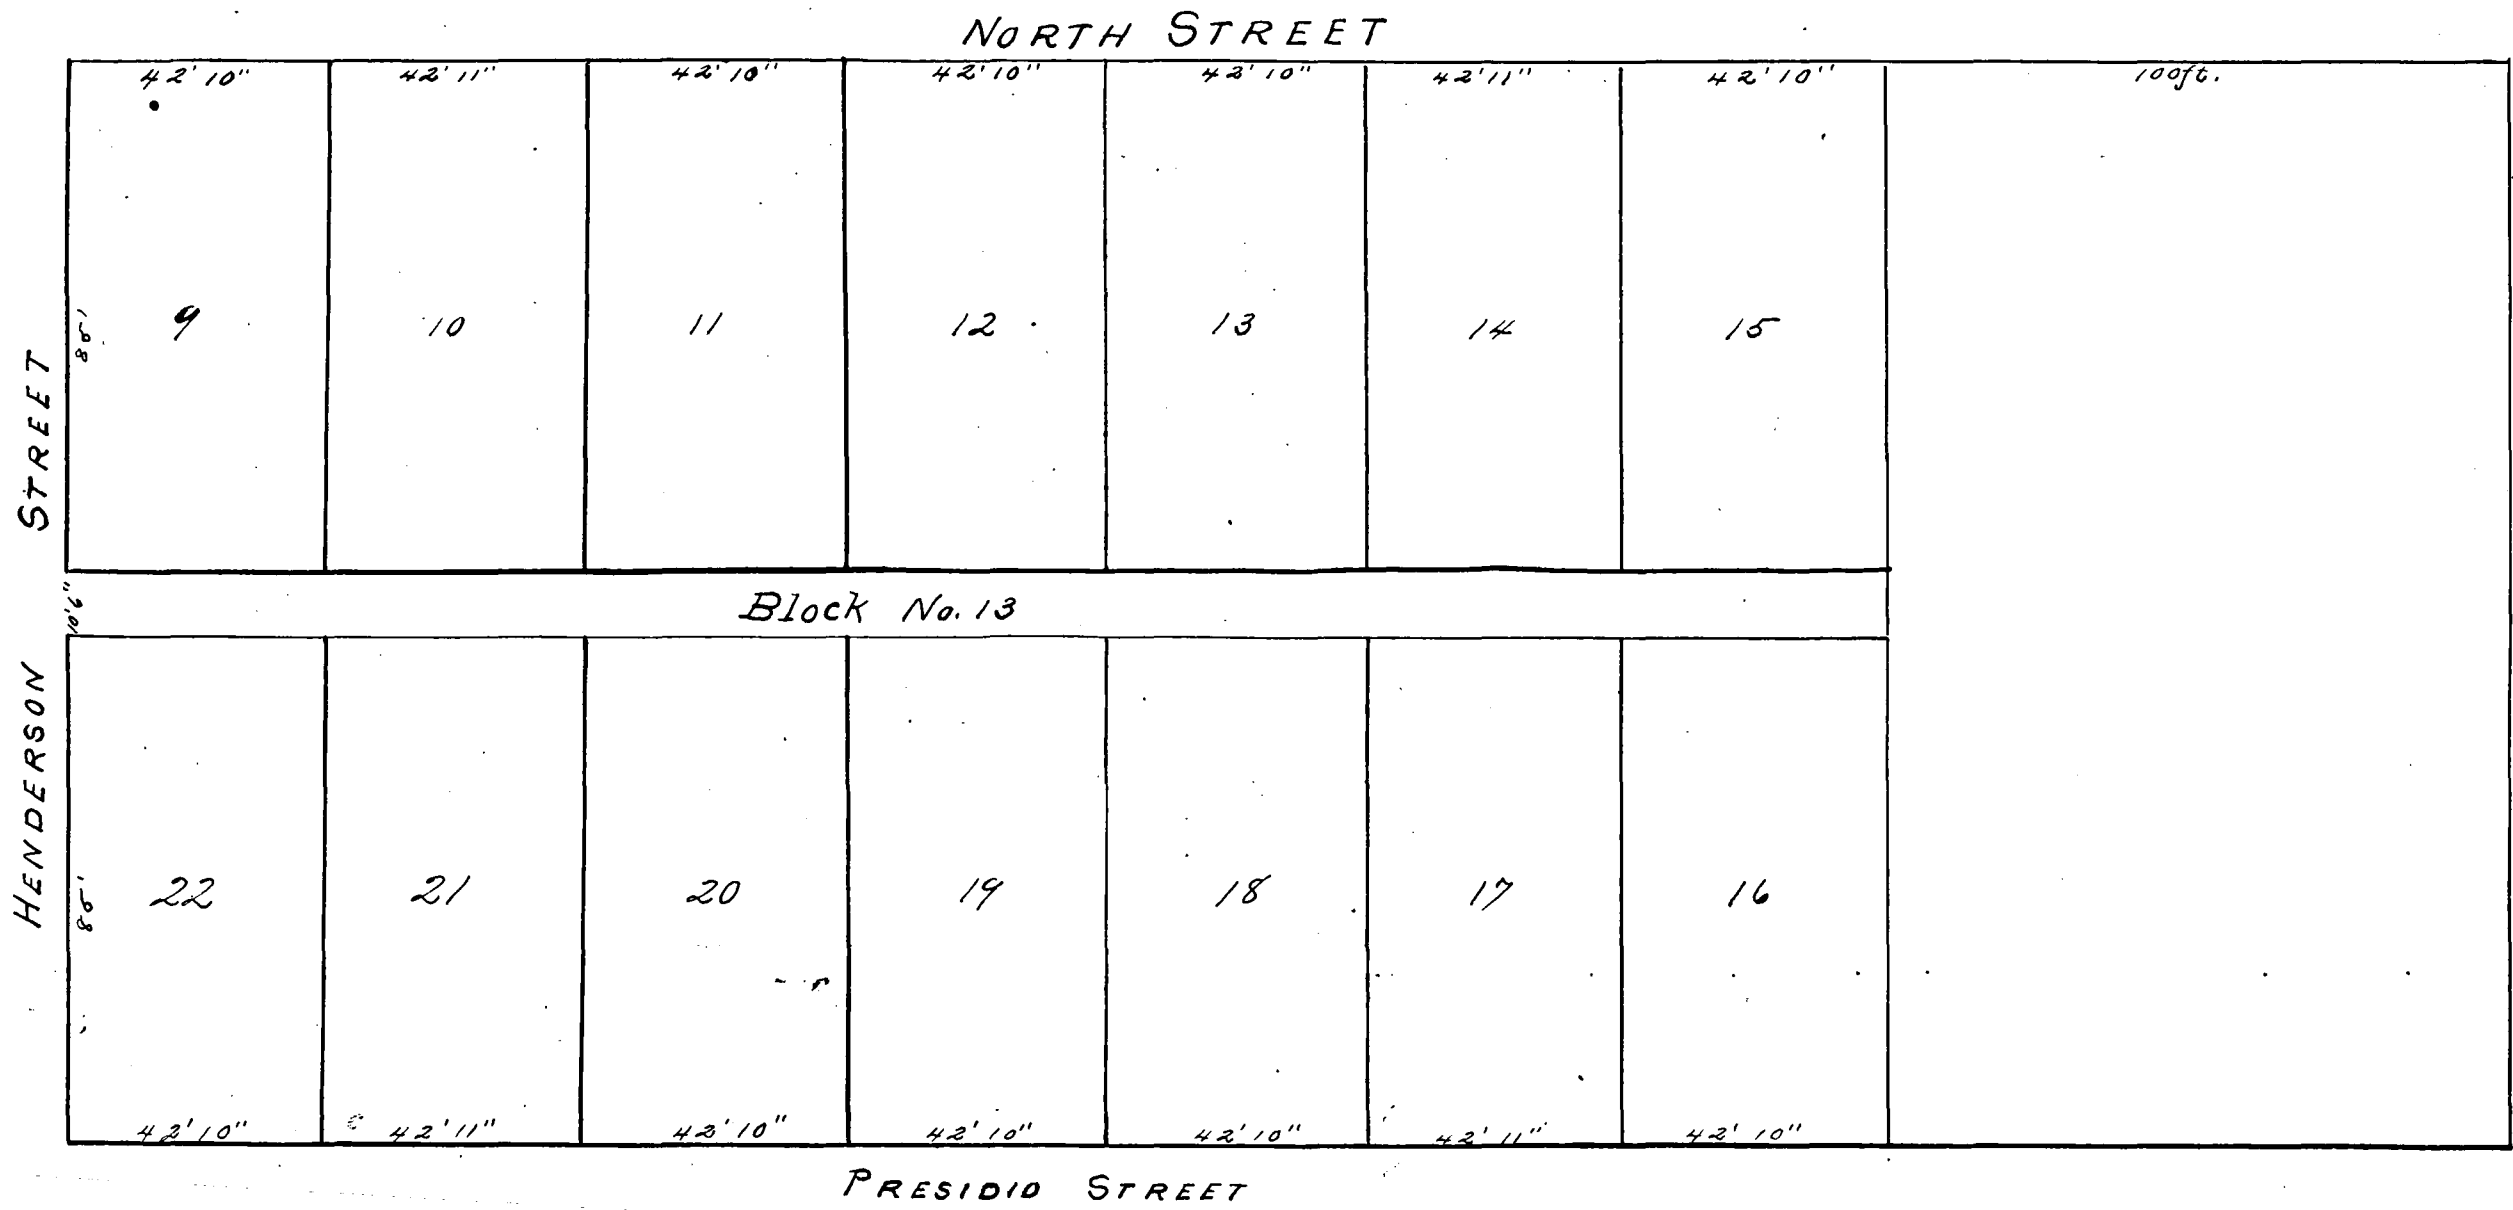 NORTH STREET
42'10" 42'11" 42'10" 42'10" 42'10" 42'11" 42'10" 100ft.
9 10 11 12 13 14 15
85'
HENDERSON STREET
10'6"
Block No. 13
22 21 20 19 18 17 16
85'
42'10" 42'11" 42'10" 42'10" 42'10" 42'11" 42'10"
PRESIDIO STREET